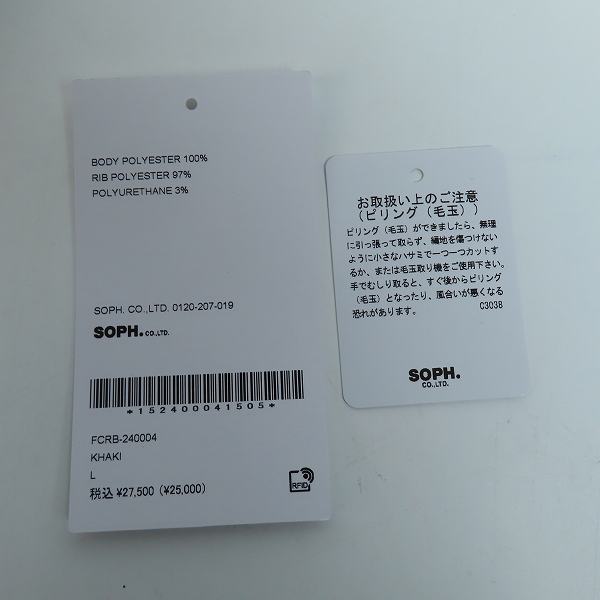 BODY POLYESTER 100%
RIB POLYESTER 97%
POLYURETHANE 3%
SOPH. CO.,LTD. 0120-207-019
SOPH. CO.,LTD.
*152400041505*
FCRB-240004
KHAKI
L
税込 ¥27,500 (¥25,000)
RFID
お取扱い上のご注意
(ピリング(毛玉))
ピリング(毛玉)ができましたら、無理
に引っ張って取らず、編地を傷つけない
ように小さなハサミで一つ一つカットす
るか、または毛玉取り機をご使用下さい。
手でむしり取ると、すぐ後からピリング
(毛玉)となったり、風合いが悪くなる
恐れがあります。
C303B
SOPH.
CO.,LTD.